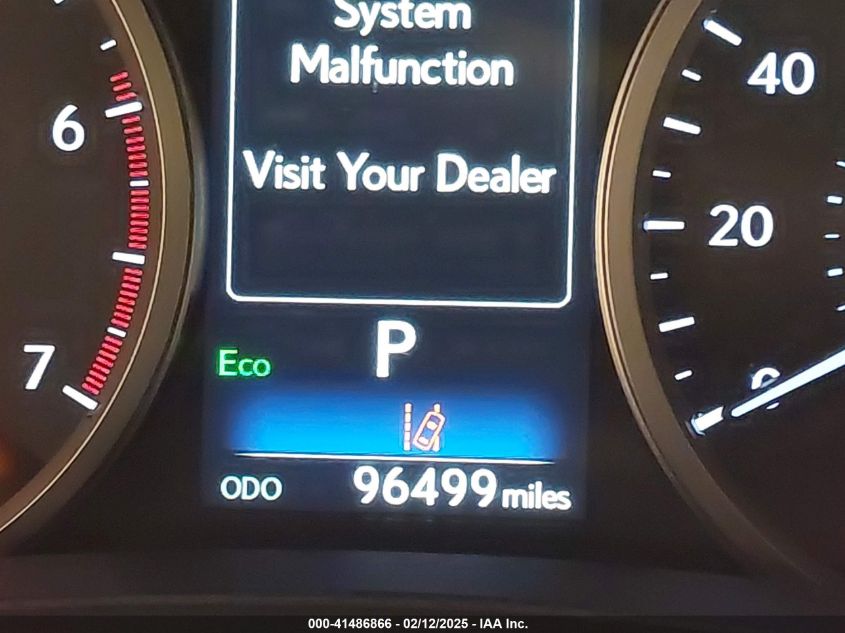 System
Malfunction
Visit Your Dealer
6
7
40
20
0
P
Eco
ODO 96499 miles
000-41486866 - 02/12/2025 - IAA Inc.